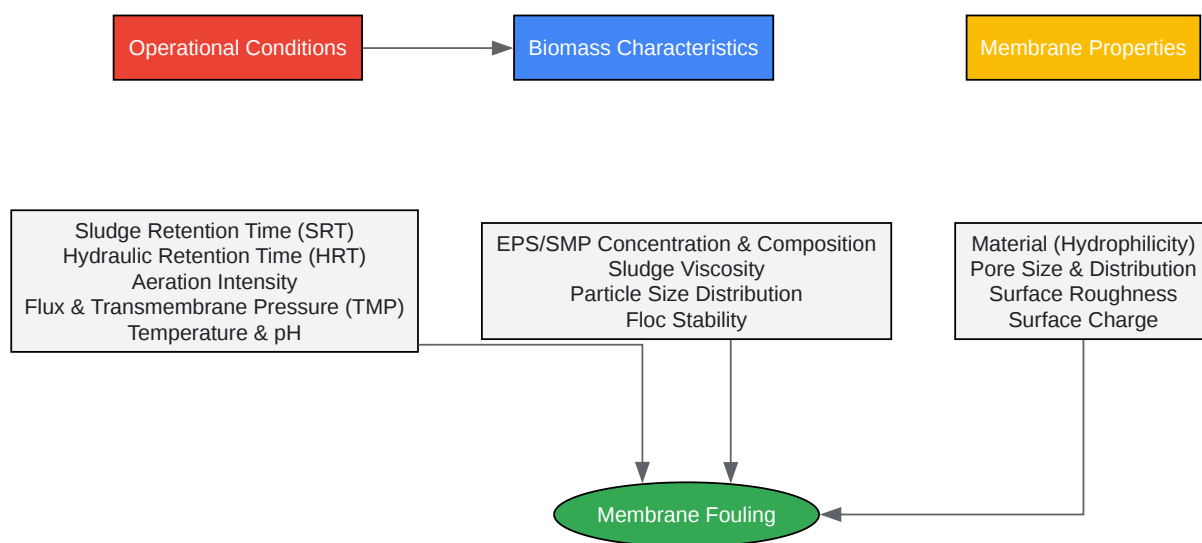 Operational Conditions
Biomass Characteristics
Membrane Properties
Sludge Retention Time (SRT)
Hydraulic Retention Time (HRT)
Aeration Intensity
Flux & Transmembrane Pressure (TMP)
Temperature & pH
EPS/SMP Concentration & Composition
Sludge Viscosity
Particle Size Distribution
Floc Stability
Material (Hydrophilicity)
Pore Size & Distribution
Surface Roughness
Surface Charge
Membrane Fouling